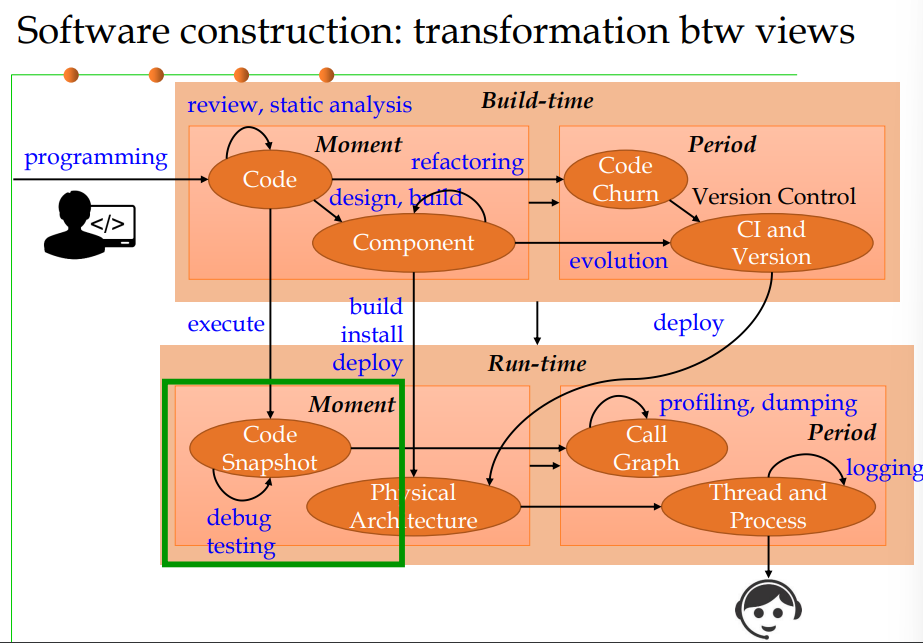 Software construction: transformation btw views
Build-time
review, static analysis
Moment
Period
programming
Code
refactoring
Code
Churn
</>
design, build
Version Control
Component
CI and
Version
evolution
execute
build
install
deploy
deploy
Run-time
Moment
profiling, dumping
Code
Snapshot
Call
Graph
Period
logging
Physical
Architecture
Thread and
Process
debug
testing